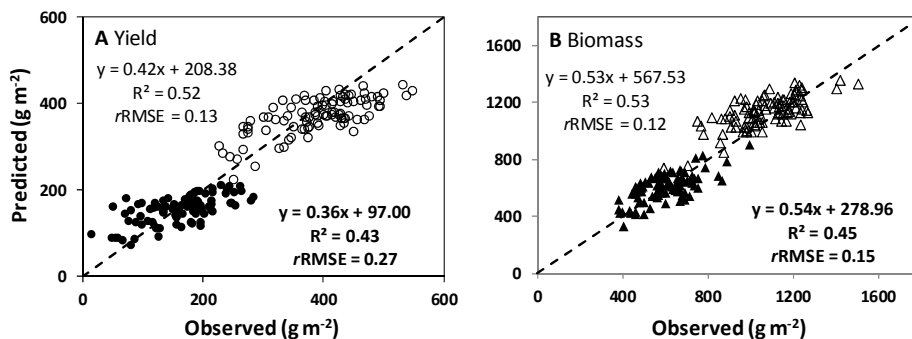 A Yield
y = 0.42x + 208.38
R² = 0.52
rRMSE = 0.13
y = 0.36x + 97.00
R² = 0.43
rRMSE = 0.27
Predicted (g m⁻²)
600
400
200
0
0 200 400 600
Observed (g m⁻²)
B Biomass
y = 0.53x + 567.53
R² = 0.53
rRMSE = 0.12
y = 0.54x + 278.96
R² = 0.45
rRMSE = 0.15
1600
1200
800
400
0
0 400 800 1200 1600
Observed (g m⁻²)